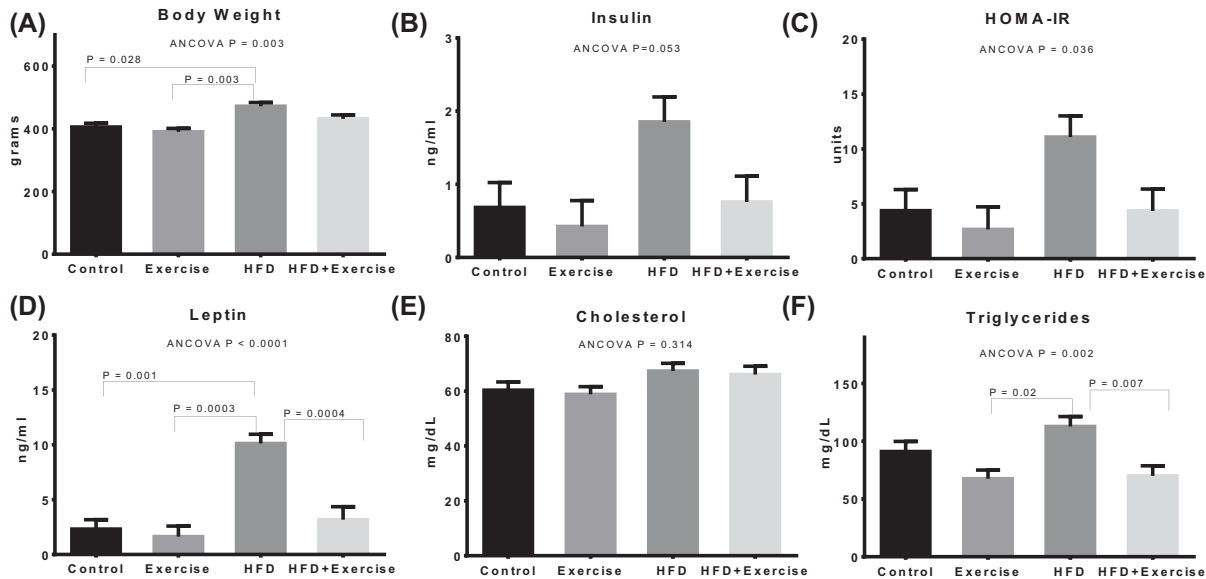 (A)
Body Weight
ANCOVA P = 0.003
P = 0.028
P = 0.003
600
400
200
0
grams
Control Exercise HFD HFD+Exercise
(B)
Insulin
ANCOVA P=0.053
3
2
1
0
ng/ml
Control Exercise HFD HFD+Exercise
(C)
HOMA-IR
ANCOVA P = 0.036
20
15
10
5
0
units
Control Exercise HFD HFD+Exercise
(D)
Leptin
ANCOVA P < 0.0001
P = 0.001
P = 0.0003
P = 0.0004
20
15
10
5
0
ng/ml
Control Exercise HFD HFD+Exercise
(E)
Cholesterol
ANCOVA P = 0.314
80
60
40
20
0
mg/dL
Control Exercise HFD HFD+Exercise
(F)
Triglycerides
ANCOVA P = 0.002
P = 0.02
P = 0.007
150
100
50
0
mg/dL
Control Exercise HFD HFD+Exercise